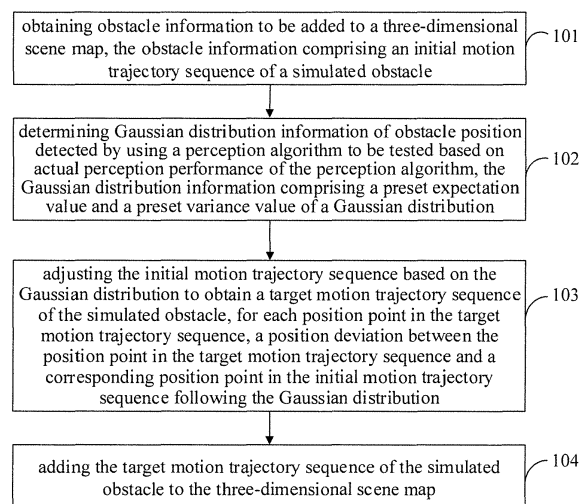 obtaining obstacle information to be added to a three-dimensional
scene map, the obstacle information comprising an initial motion
trajectory sequence of a simulated obstacle
101
determining Gaussian distribution information of obstacle position
detected by using a perception algorithm to be tested based on
actual perception performance of the perception algorithm, the
Gaussian distribution information comprising a preset expectation
value and a preset variance value of a Gaussian distribution
102
adjusting the initial motion trajectory sequence based on the
Gaussian distribution to obtain a target motion trajectory sequence
of the simulated obstacle, for each position point in the target
motion trajectory sequence, a position deviation between the
position point in the target motion trajectory sequence and a
corresponding position point in the initial motion trajectory
sequence following the Gaussian distribution
103
adding the target motion trajectory sequence of the simulated
obstacle to the three-dimensional scene map
104